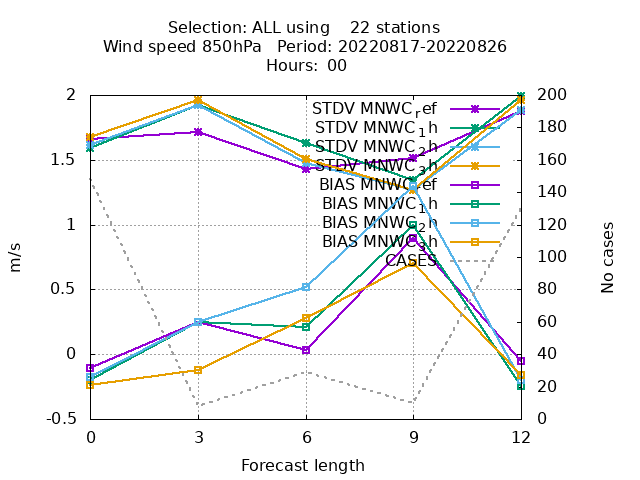 Selection: ALL using    22 stations
Wind speed 850hPa   Period: 20220817-20220826
Hours:  00
2
1.5
1
0.5
0
-0.5
m/s
STDV MNWC_ref
STDV MNWC_1h
STDV MNWC_2h
STDV MNWC_3h
BIAS MNWC_ref
BIAS MNWC_1h
BIAS MNWC_2h
BIAS MNWC_3h
CASES
200
180
160
140
120
100
80
60
40
20
0
No cases
0 3 6 9 12
Forecast length